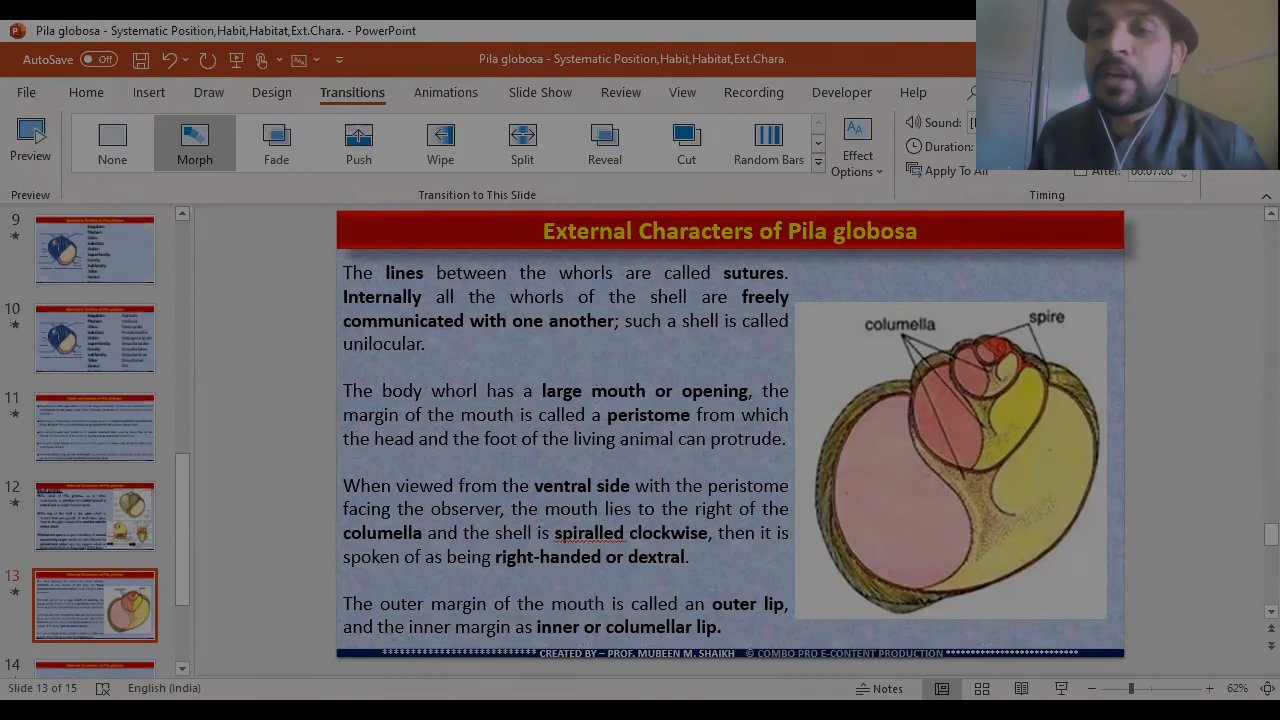 Pila globosa - Systematic Position,Habit,Habitat,Ext.Chara. - PowerPoint
AutoSave Off
Pila globosa - Systematic Position,Habit,Habitat,Ext.Chara.
File Home Insert Draw Design Transitions Animations Slide Show Review View Recording Developer Help
Preview
None Morph Fade Push Wipe Split Reveal Cut Random Bars
Effect
Options
Sound:
Duration:
Apply To All
After: 00:07.00
Preview
Transition to This Slide
Timing
9
10
11
12
13
14
External Characters of Pila globosa
The lines between the whorls are called sutures.
Internally all the whorls of the shell are freely
communicated with one another; such a shell is called
unilocular.
The body whorl has a large mouth or opening, the
margin of the mouth is called a peristome from which
the head and the foot of the living animal can protrude.
When viewed from the ventral side with the peristome
facing the observer, the mouth lies to the right of the
columella and the shell is spiralled clockwise, then it is
spoken of as being right-handed or dextral.
The outer margin of the mouth is called an outer lip,
and the inner margin as inner or columellar lip.
columella
spire
************************** CREATED BY – PROF. MUBEEN M. SHAIKH © COMBO PRO E-CONTENT PRODUCTION **********************
Slide 13 of 15
English (India)
Notes
62%